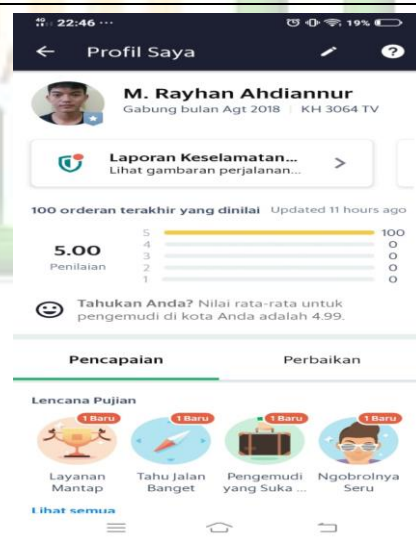 4G 22:46 ... 19%
Profil Saya ?
M. Rayhan Ahdiannur
Gabung bulan Agt 2018 | KH 3064 TV
Laporan Keselamatan... >
Lihat gambaran perjalanan...
100 orderan terakhir yang dinilai Updated 11 hours ago
5.00
Penilaian
5 100
4 0
3 0
2 0
1 0
Tahukan Anda? Nilai rata-rata untuk
pengemudi di kota Anda adalah 4.99.
Pencapaian Perbaikan
Lencana Pujian
1 Baru 1 Baru 1 Baru 1 Baru
Layanan Mantap
Tahu Jalan Banget
Pengemudi yang Suka ...
Ngobrolnya Seru
Lihat semua